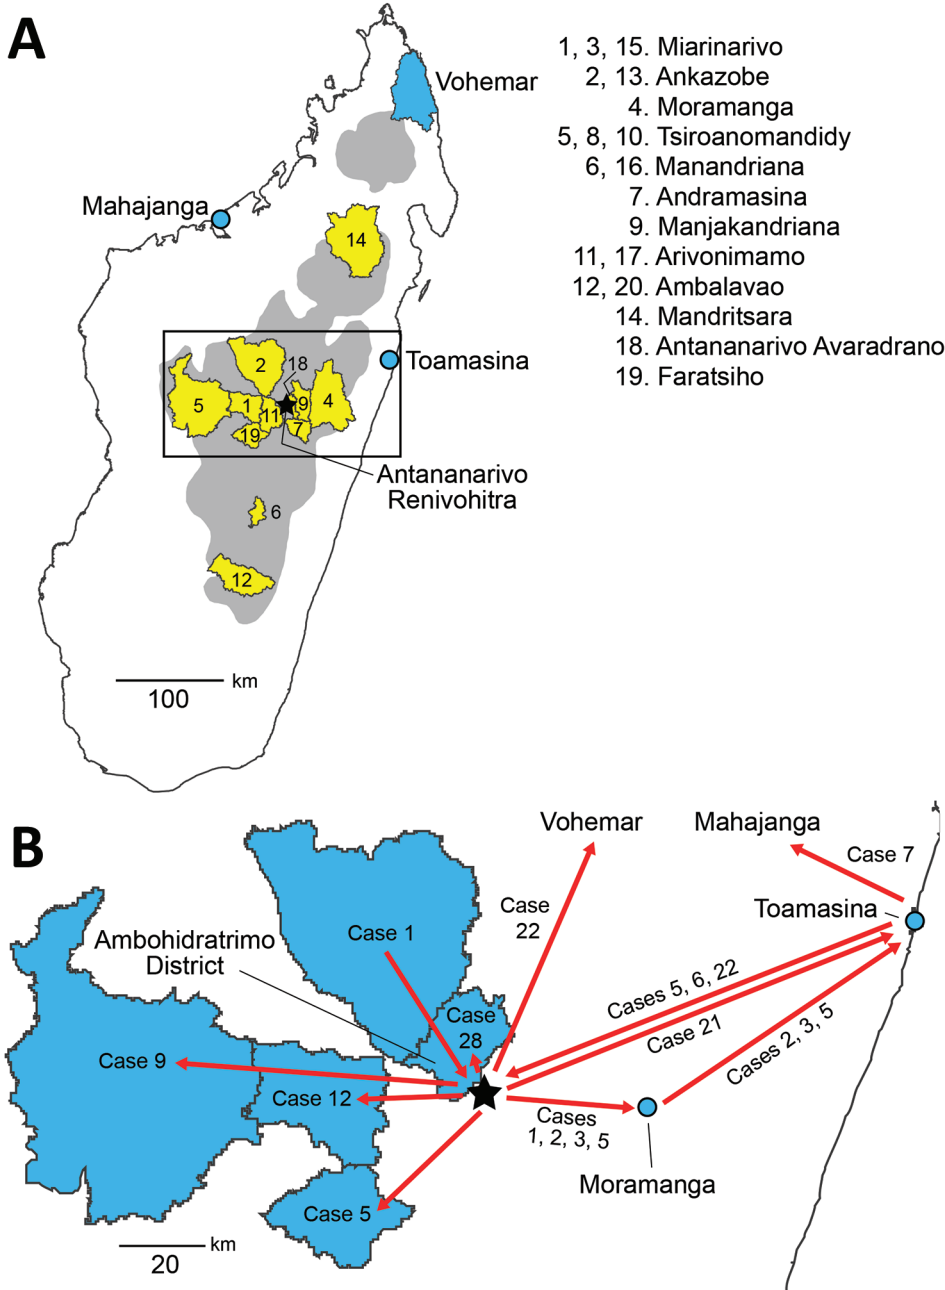 A
Vohemar
Mahajanga
14
Toamasina
2
18
5
1
11
9
4
19
7
Antananarivo
Renivohitra
6
12
100 km
1, 3, 15. Miarinarivo
2, 13. Ankazobe
4. Moramanga
5, 8, 10. Tsiroanomandidy
6, 16. Manandriana
7. Andramasina
9. Manjakandriana
11, 17. Arivonimamo
12, 20. Ambalavao
14. Mandritsara
18. Antananarivo Avaradrano
19. Faratsiho
B
Vohemar
Mahajanga
Case 7
Case
22
Toamasina
Case 1
Ambohidratrimo
District
Cases 5, 6, 22
Case 21
Cases 2, 3, 5
Case
28
Case 9
Case 12
Cases
1, 2, 3, 5
Moramanga
Case 5
20 km